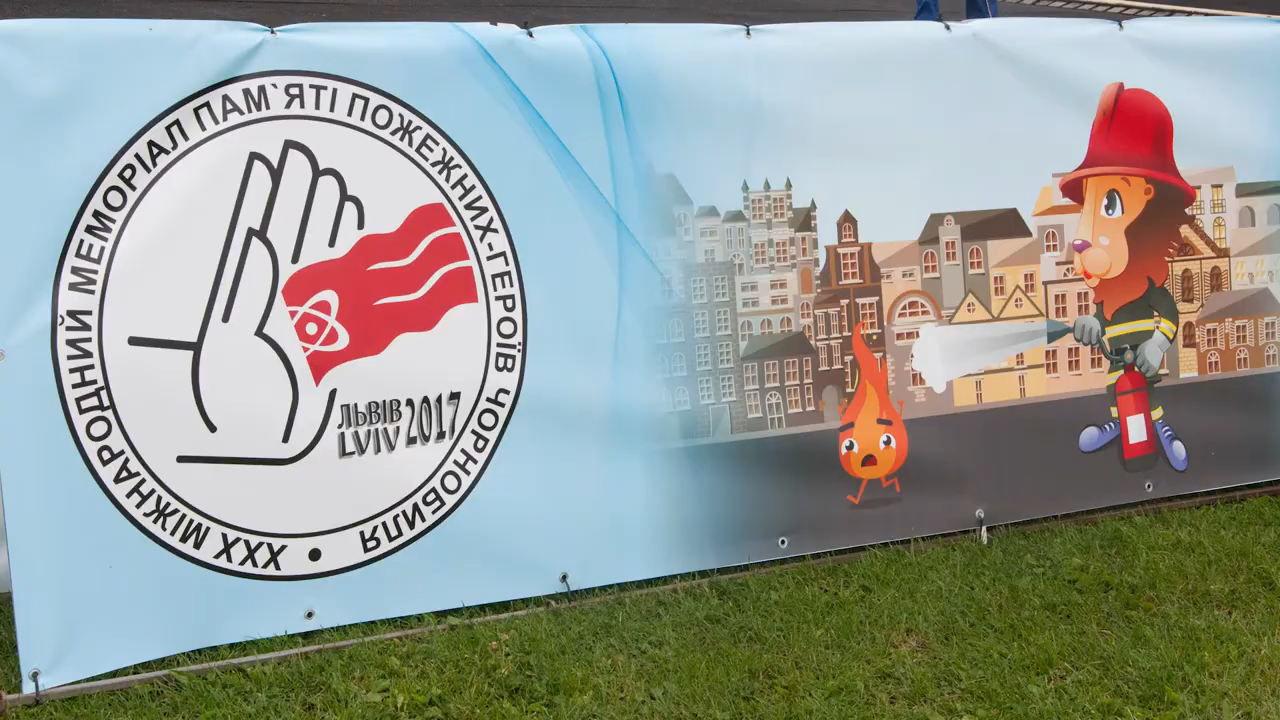 XXX МІЖНАРОДНИЙ МЕМОРІАЛ ПАМ`ЯТІ ПОЖЕЖНИХ-ГЕРОЇВ ЧОРНОБИЛЯ •
ЛЬВІВ 2017
LVIV